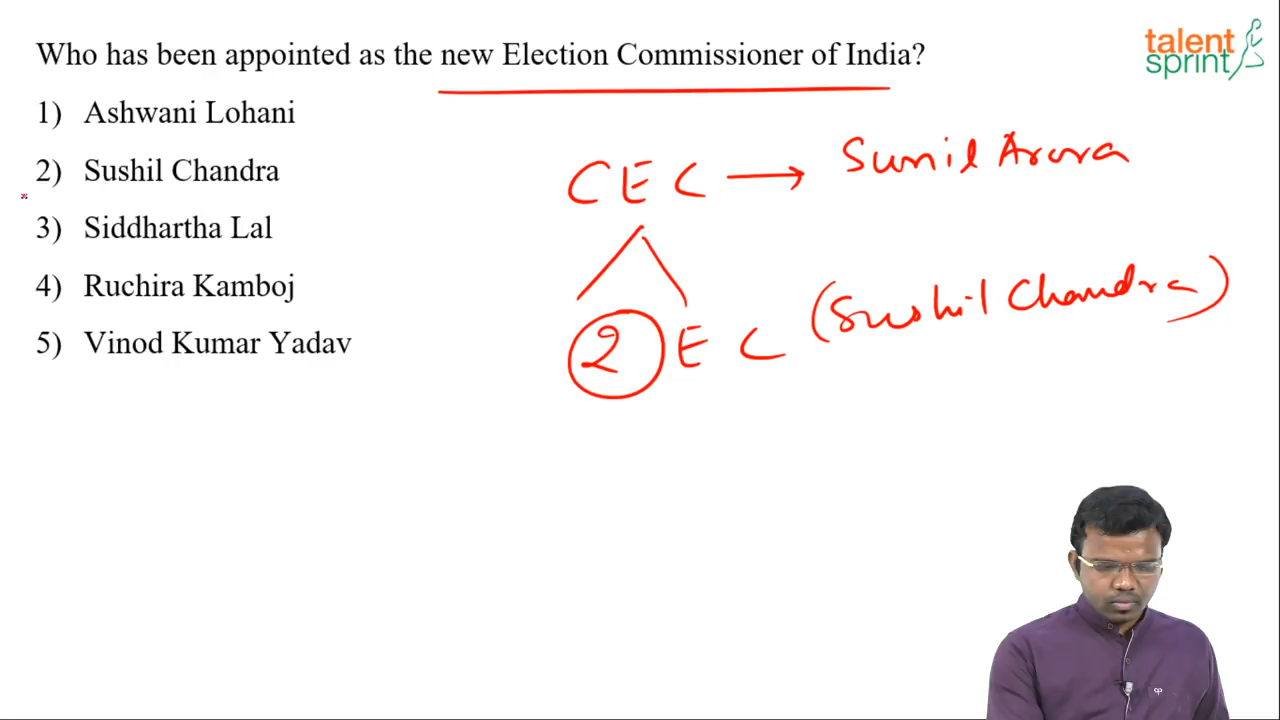 Who has been appointed as the new Election Commissioner of India?
talent
sprint
1) Ashwani Lohani
2) Sushil Chandra
3) Siddhartha Lal
4) Ruchira Kamboj
5) Vinod Kumar Yadav
CEC → Sunil Arora
2 EC (Sushil Chandra)